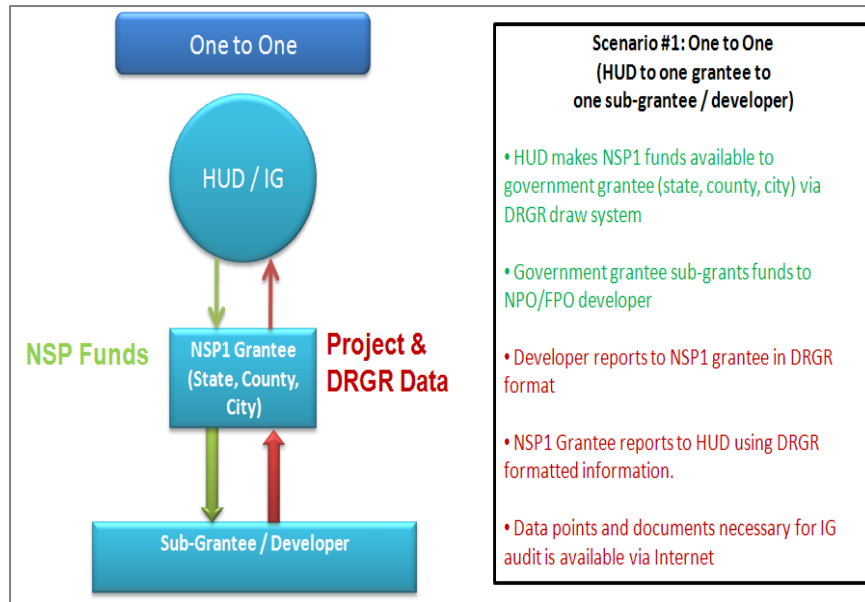 One to One
HUD / IG
NSP Funds
NSP1 Grantee
(State, County,
City)
Project &
DRGR Data
Sub-Grantee / Developer
Scenario #1: One to One
(HUD to one grantee to
one sub-grantee / developer)
• HUD makes NSP1 funds available to
government grantee (state, county, city) via
DRGR draw system
• Government grantee sub-grants funds to
NPO/FPO developer
• Developer reports to NSP1 grantee in DRGR
format
• NSP1 Grantee reports to HUD using DRGR
formatted information.
• Data points and documents necessary for IG
audit is available via Internet